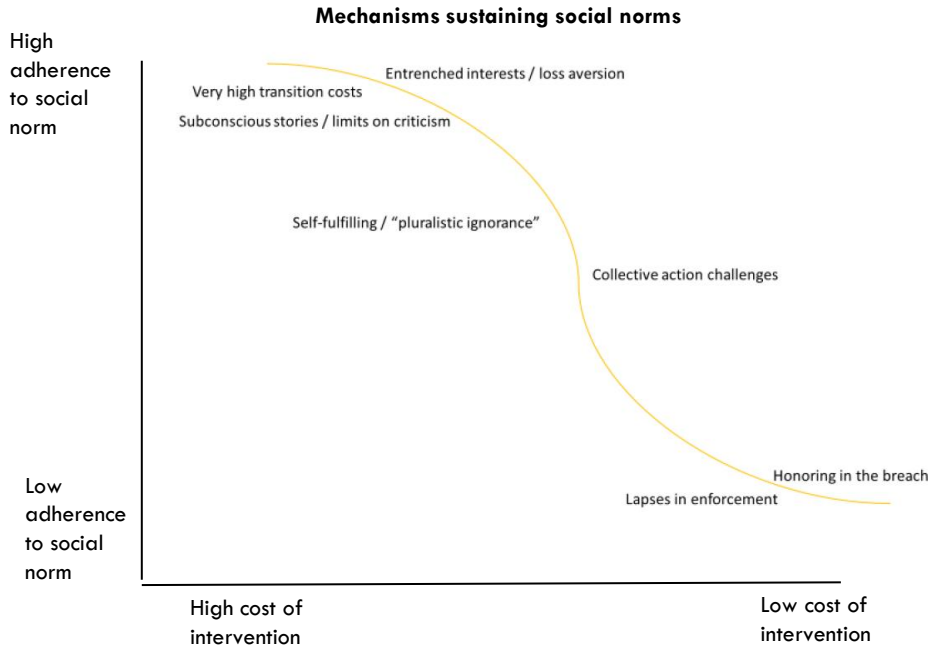 Mechanisms sustaining social norms
High
adherence
to social
norm
Entrenched interests / loss aversion
Very high transition costs
Subconscious stories / limits on criticism
Self-fulfilling / “pluralistic ignorance”
Collective action challenges
Honoring in the breach
Lapses in enforcement
Low
adherence
to social
norm
High cost of
intervention
Low cost of
intervention